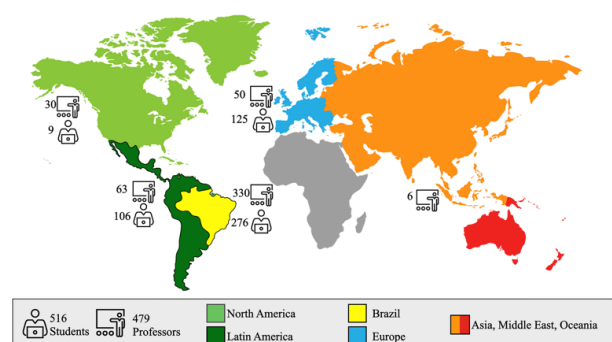 30
9
50
125
63
106
330
276
6
516
Students
479
Professors
North America
Latin America
Brazil
Europe
Asia, Middle East, Oceania